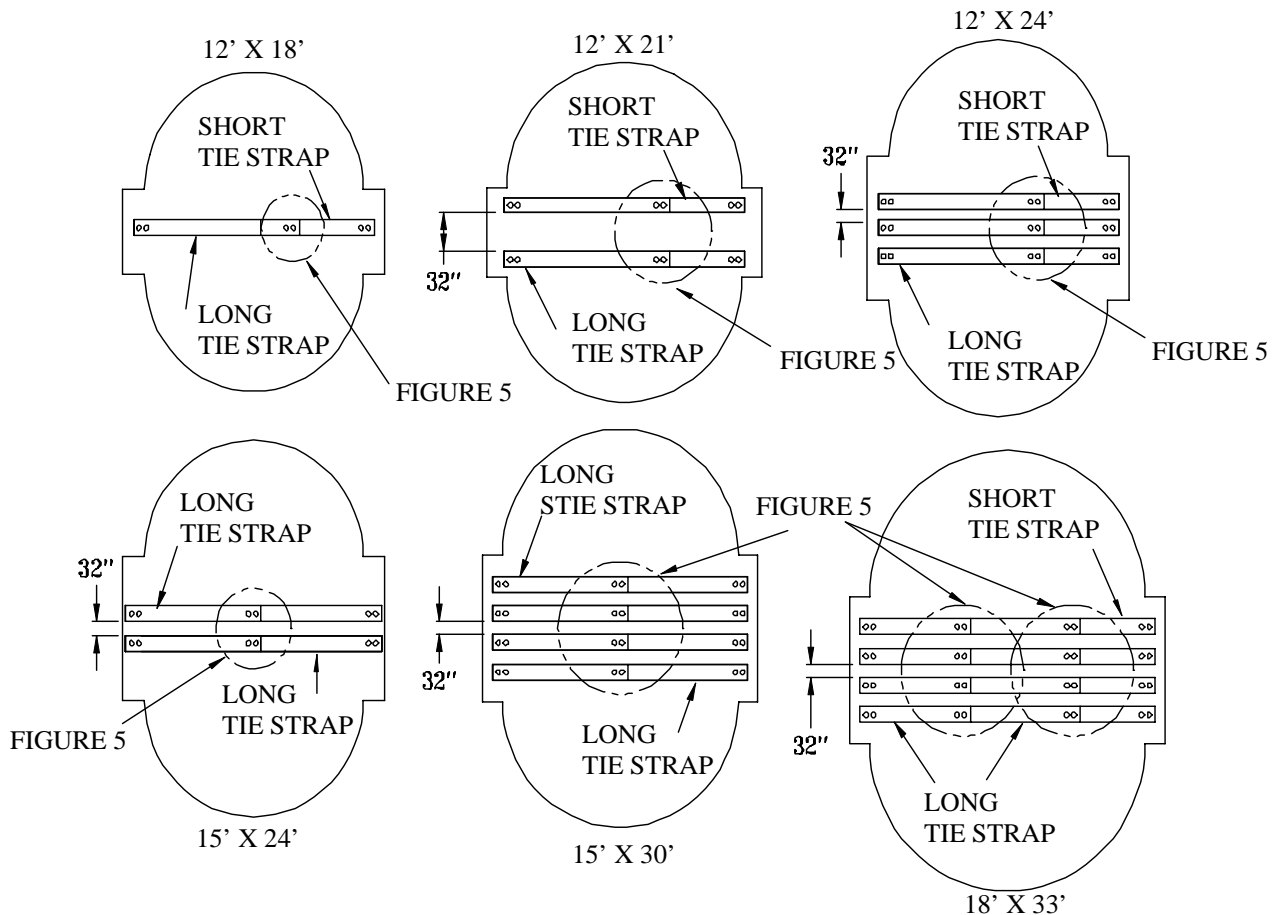 12’ X 18’
SHORT
TIE STRAP
LONG
TIE STRAP
FIGURE 5
12’ X 21’
SHORT
TIE STRAP
32"
LONG
TIE STRAP
FIGURE 5
12’ X 24’
SHORT
TIE STRAP
32"
LONG
TIE STRAP
FIGURE 5
LONG
TIE STRAP
32"
LONG
TIE STRAP
FIGURE 5
15’ X 24’
LONG
STIE STRAP
FIGURE 5
32"
LONG
TIE STRAP
15’ X 30’
SHORT
TIE STRAP
32"
LONG
TIE STRAP
18’ X 33’